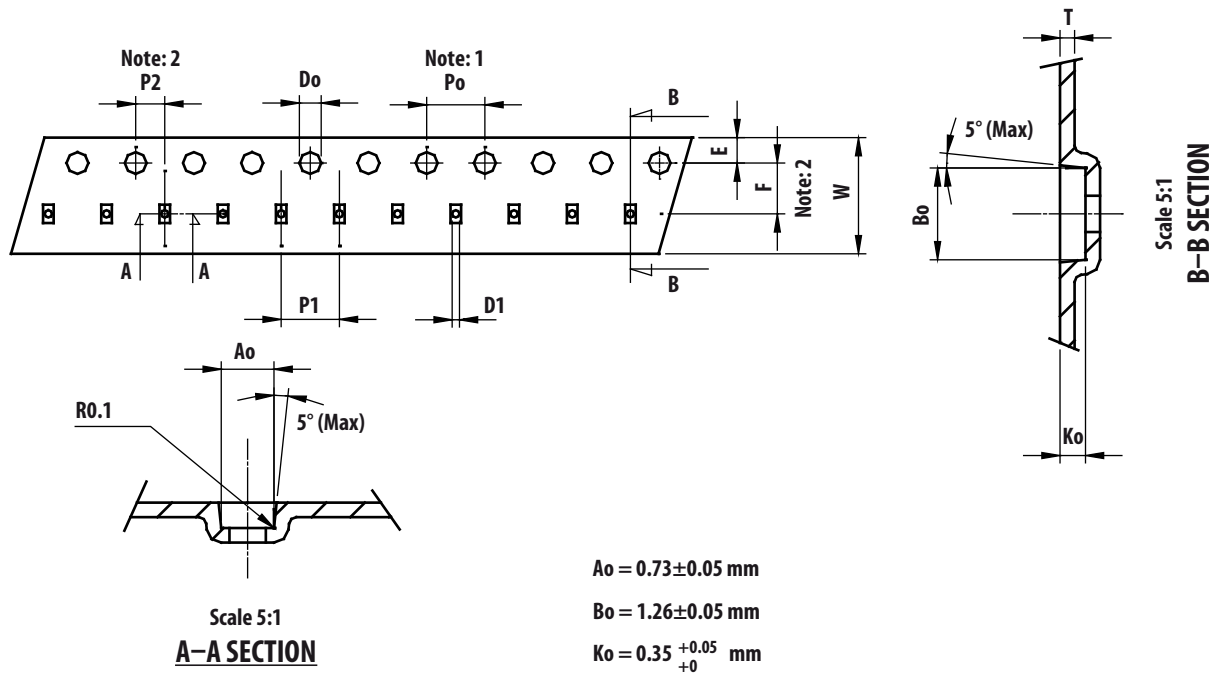 Note: 2
P2
Do
Note: 1
Po
B
E
F
Note: 2
W
A
A
B
P1
D1
T
5° (Max)
Bo
Ko
Scale 5:1
B–B SECTION
Ao
R0.1
5° (Max)
Scale 5:1
A–A SECTION
Ao = 0.73±0.05 mm
Bo = 1.26±0.05 mm
Ko = 0.35 +0.05 +0 mm